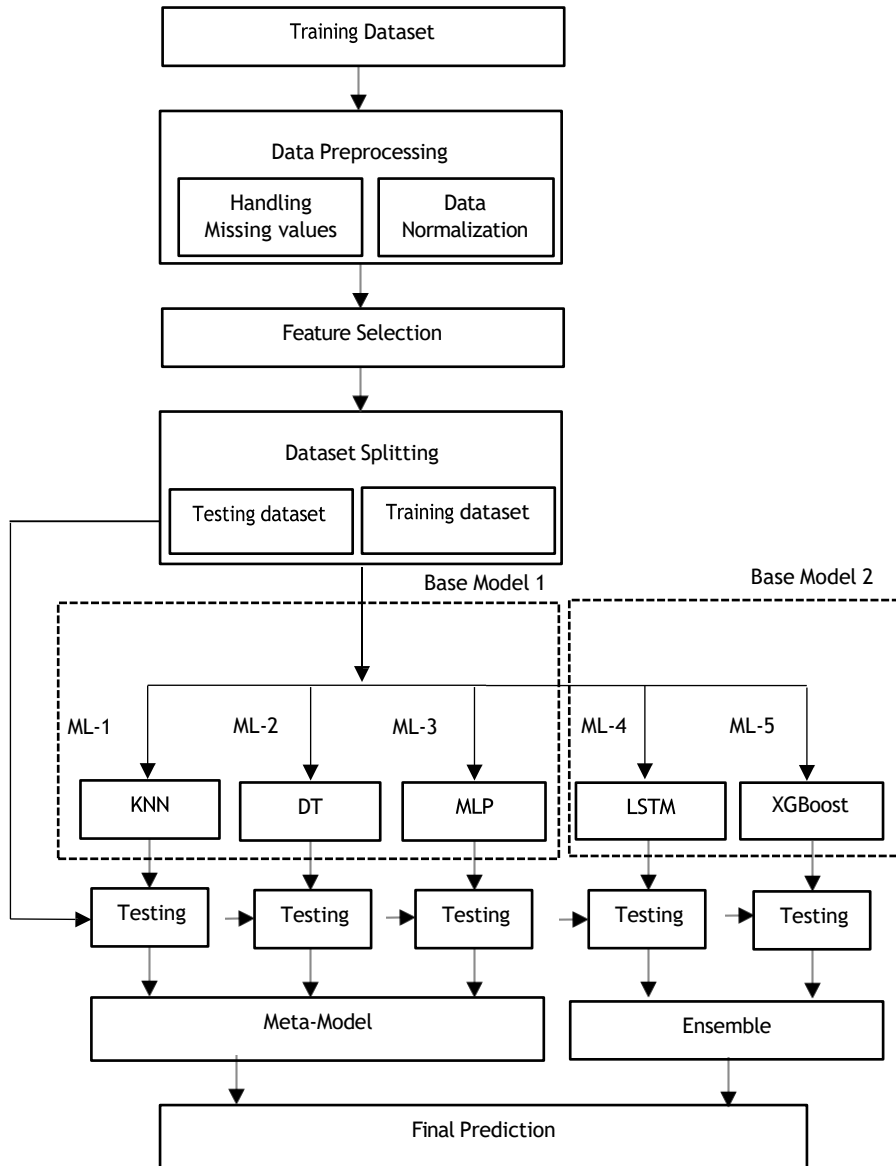 Training Dataset
Data Preprocessing
Handling
Missing values
Data
Normalization
Feature Selection
Dataset Splitting
Testing dataset
Training dataset
Base Model 1
Base Model 2
ML-1
ML-2
ML-3
ML-4
ML-5
KNN
DT
MLP
LSTM
XGBoost
Testing
Testing
Testing
Testing
Testing
Meta-Model
Ensemble
Final Prediction